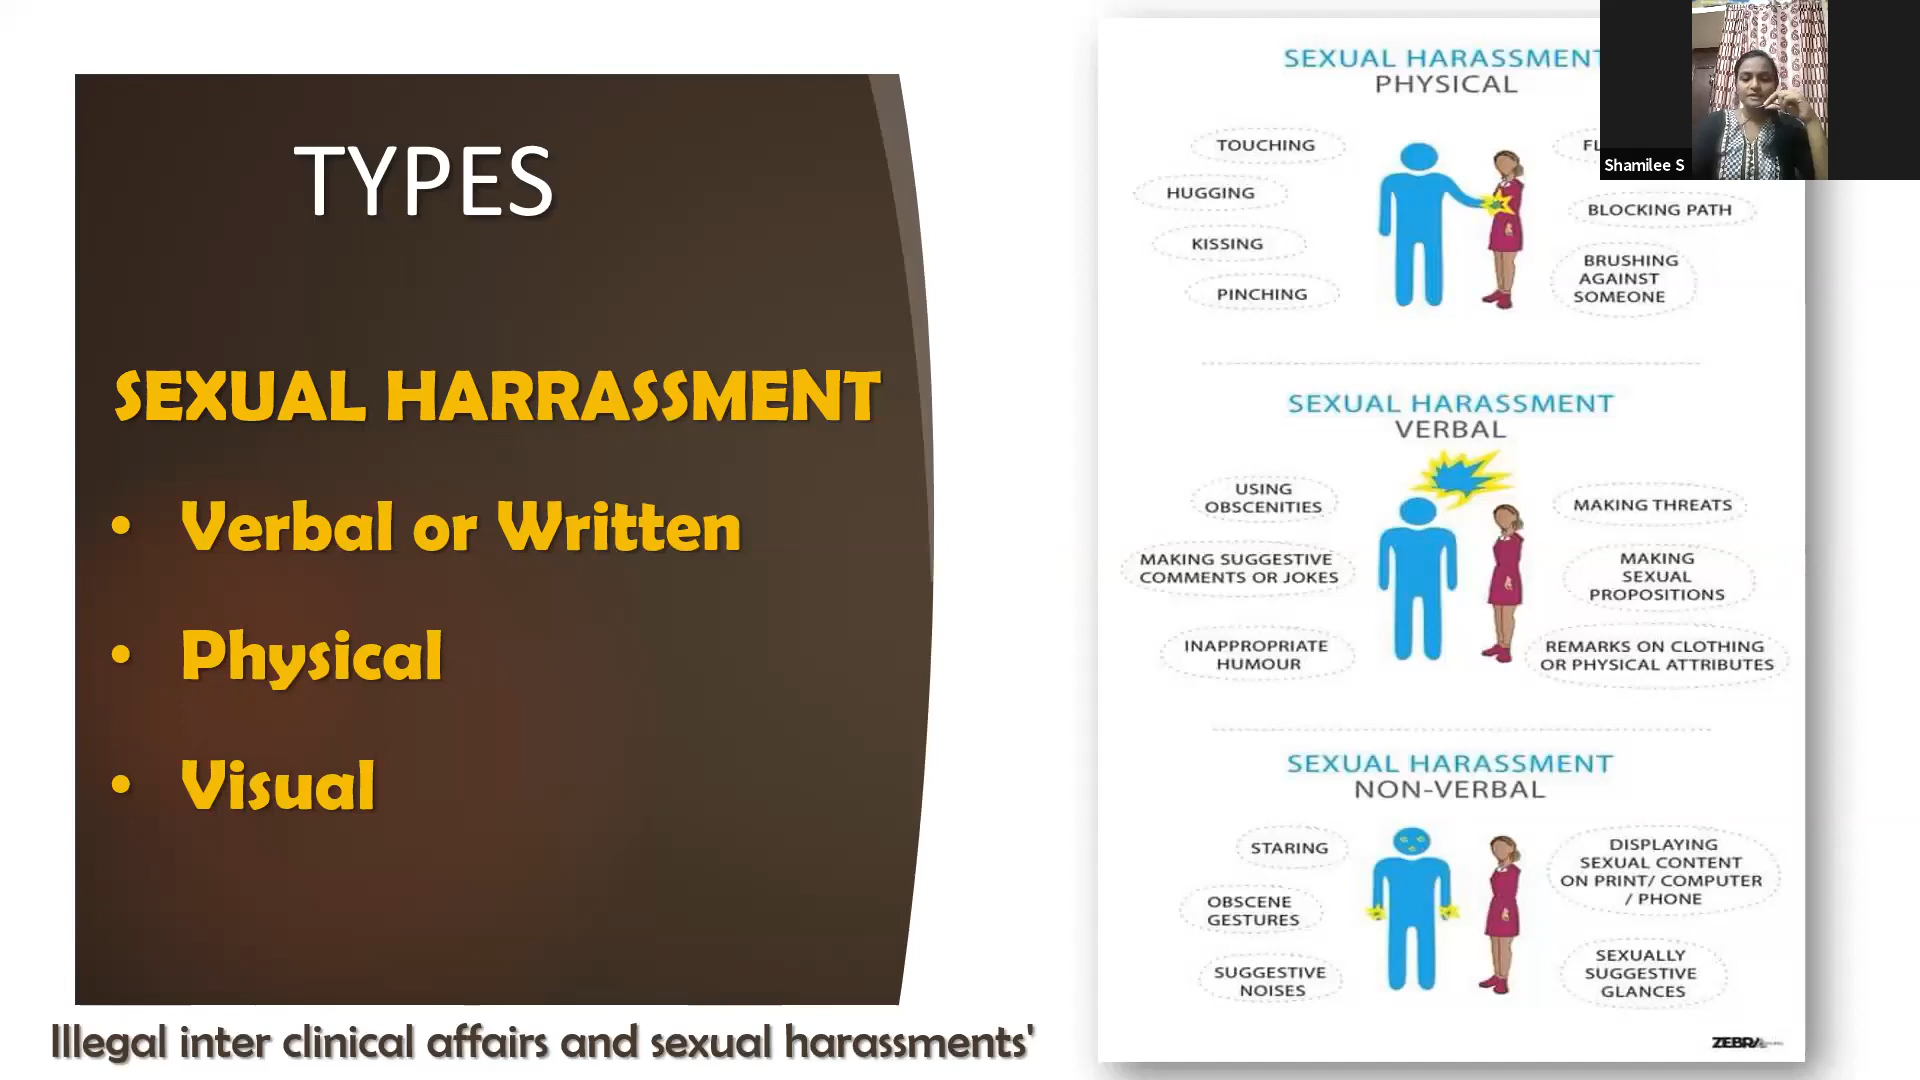 TYPES
SEXUAL HARRASSMENT
• Verbal or Written
• Physical
• Visual
Illegal inter clinical affairs and sexual harassments'
SEXUAL HARASSMENT
PHYSICAL
TOUCHING
HUGGING
KISSING
PINCHING
BLOCKING PATH
BRUSHING
AGAINST
SOMEONE
SEXUAL HARASSMENT
VERBAL
USING
OBSCENITIES
MAKING SUGGESTIVE
COMMENTS OR JOKES
INAPPROPRIATE
HUMOUR
MAKING THREATS
MAKING
SEXUAL
PROPOSITIONS
REMARKS ON CLOTHING
OR PHYSICAL ATTRIBUTES
SEXUAL HARASSMENT
NON-VERBAL
STARING
OBSCENE
GESTURES
SUGGESTIVE
NOISES
DISPLAYING
SEXUAL CONTENT
ON PRINT/ COMPUTER
/ PHONE
SEXUALLY
SUGGESTIVE
GLANCES
Shamilee S